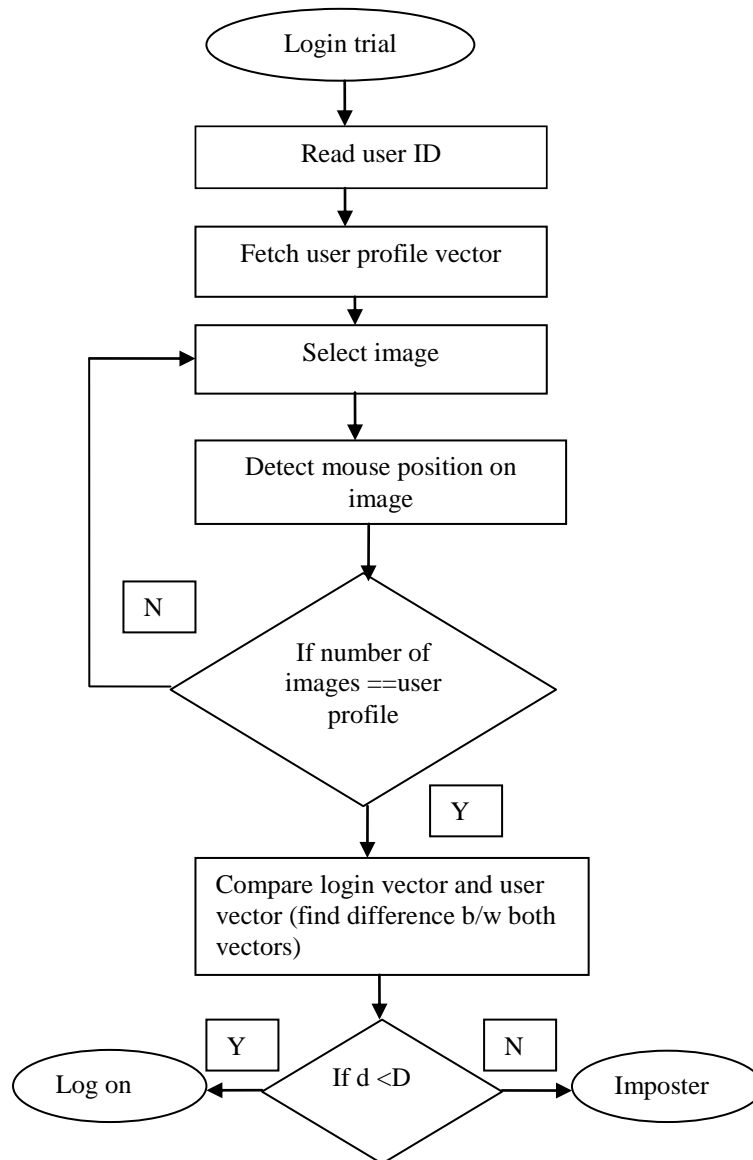 Login trial
Read user ID
Fetch user profile vector
Select image
Detect mouse position on
image
N
If number of
images ==user
profile
Y
Compare login vector and user
vector (find difference b/w both
vectors)
Y
N
Log on
If d <D
Imposter